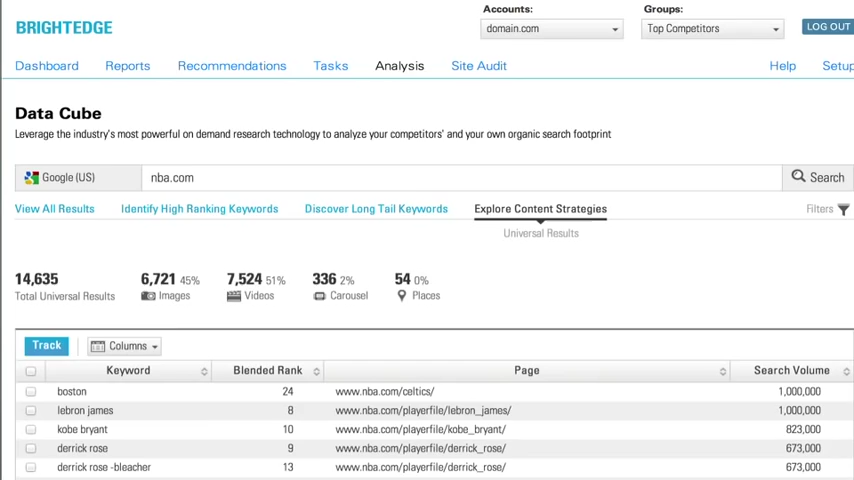 Accounts: Groups:
BRIGHTEDGE domain.com Top Competitors LOG OUT
Dashboard Reports Recommendations Tasks Analysis Site Audit Help Setup
Data Cube
Leverage the industry's most powerful on demand research technology to analyze your competitors' and your own organic search footprint
Google (US) nba.com Search
View All Results Identify High Ranking Keywords Discover Long Tail Keywords Explore Content Strategies Filters
Universal Results
14,635 6,721 45% 7,524 51% 336 2% 54 0%
Total Universal Results Images Videos Carousel Places
Track Columns
Keyword Blended Rank Page Search Volume
boston 24 www.nba.com/celtics/ 1,000,000
lebron james 8 www.nba.com/playerfile/lebron_james/ 1,000,000
kobe bryant 10 www.nba.com/playerfile/kobe_bryant/ 823,000
derrick rose 9 www.nba.com/playerfile/derrick_rose/ 673,000
derrick rose -bleacher 13 www.nba.com/playerfile/derrick_rose/ 673,000